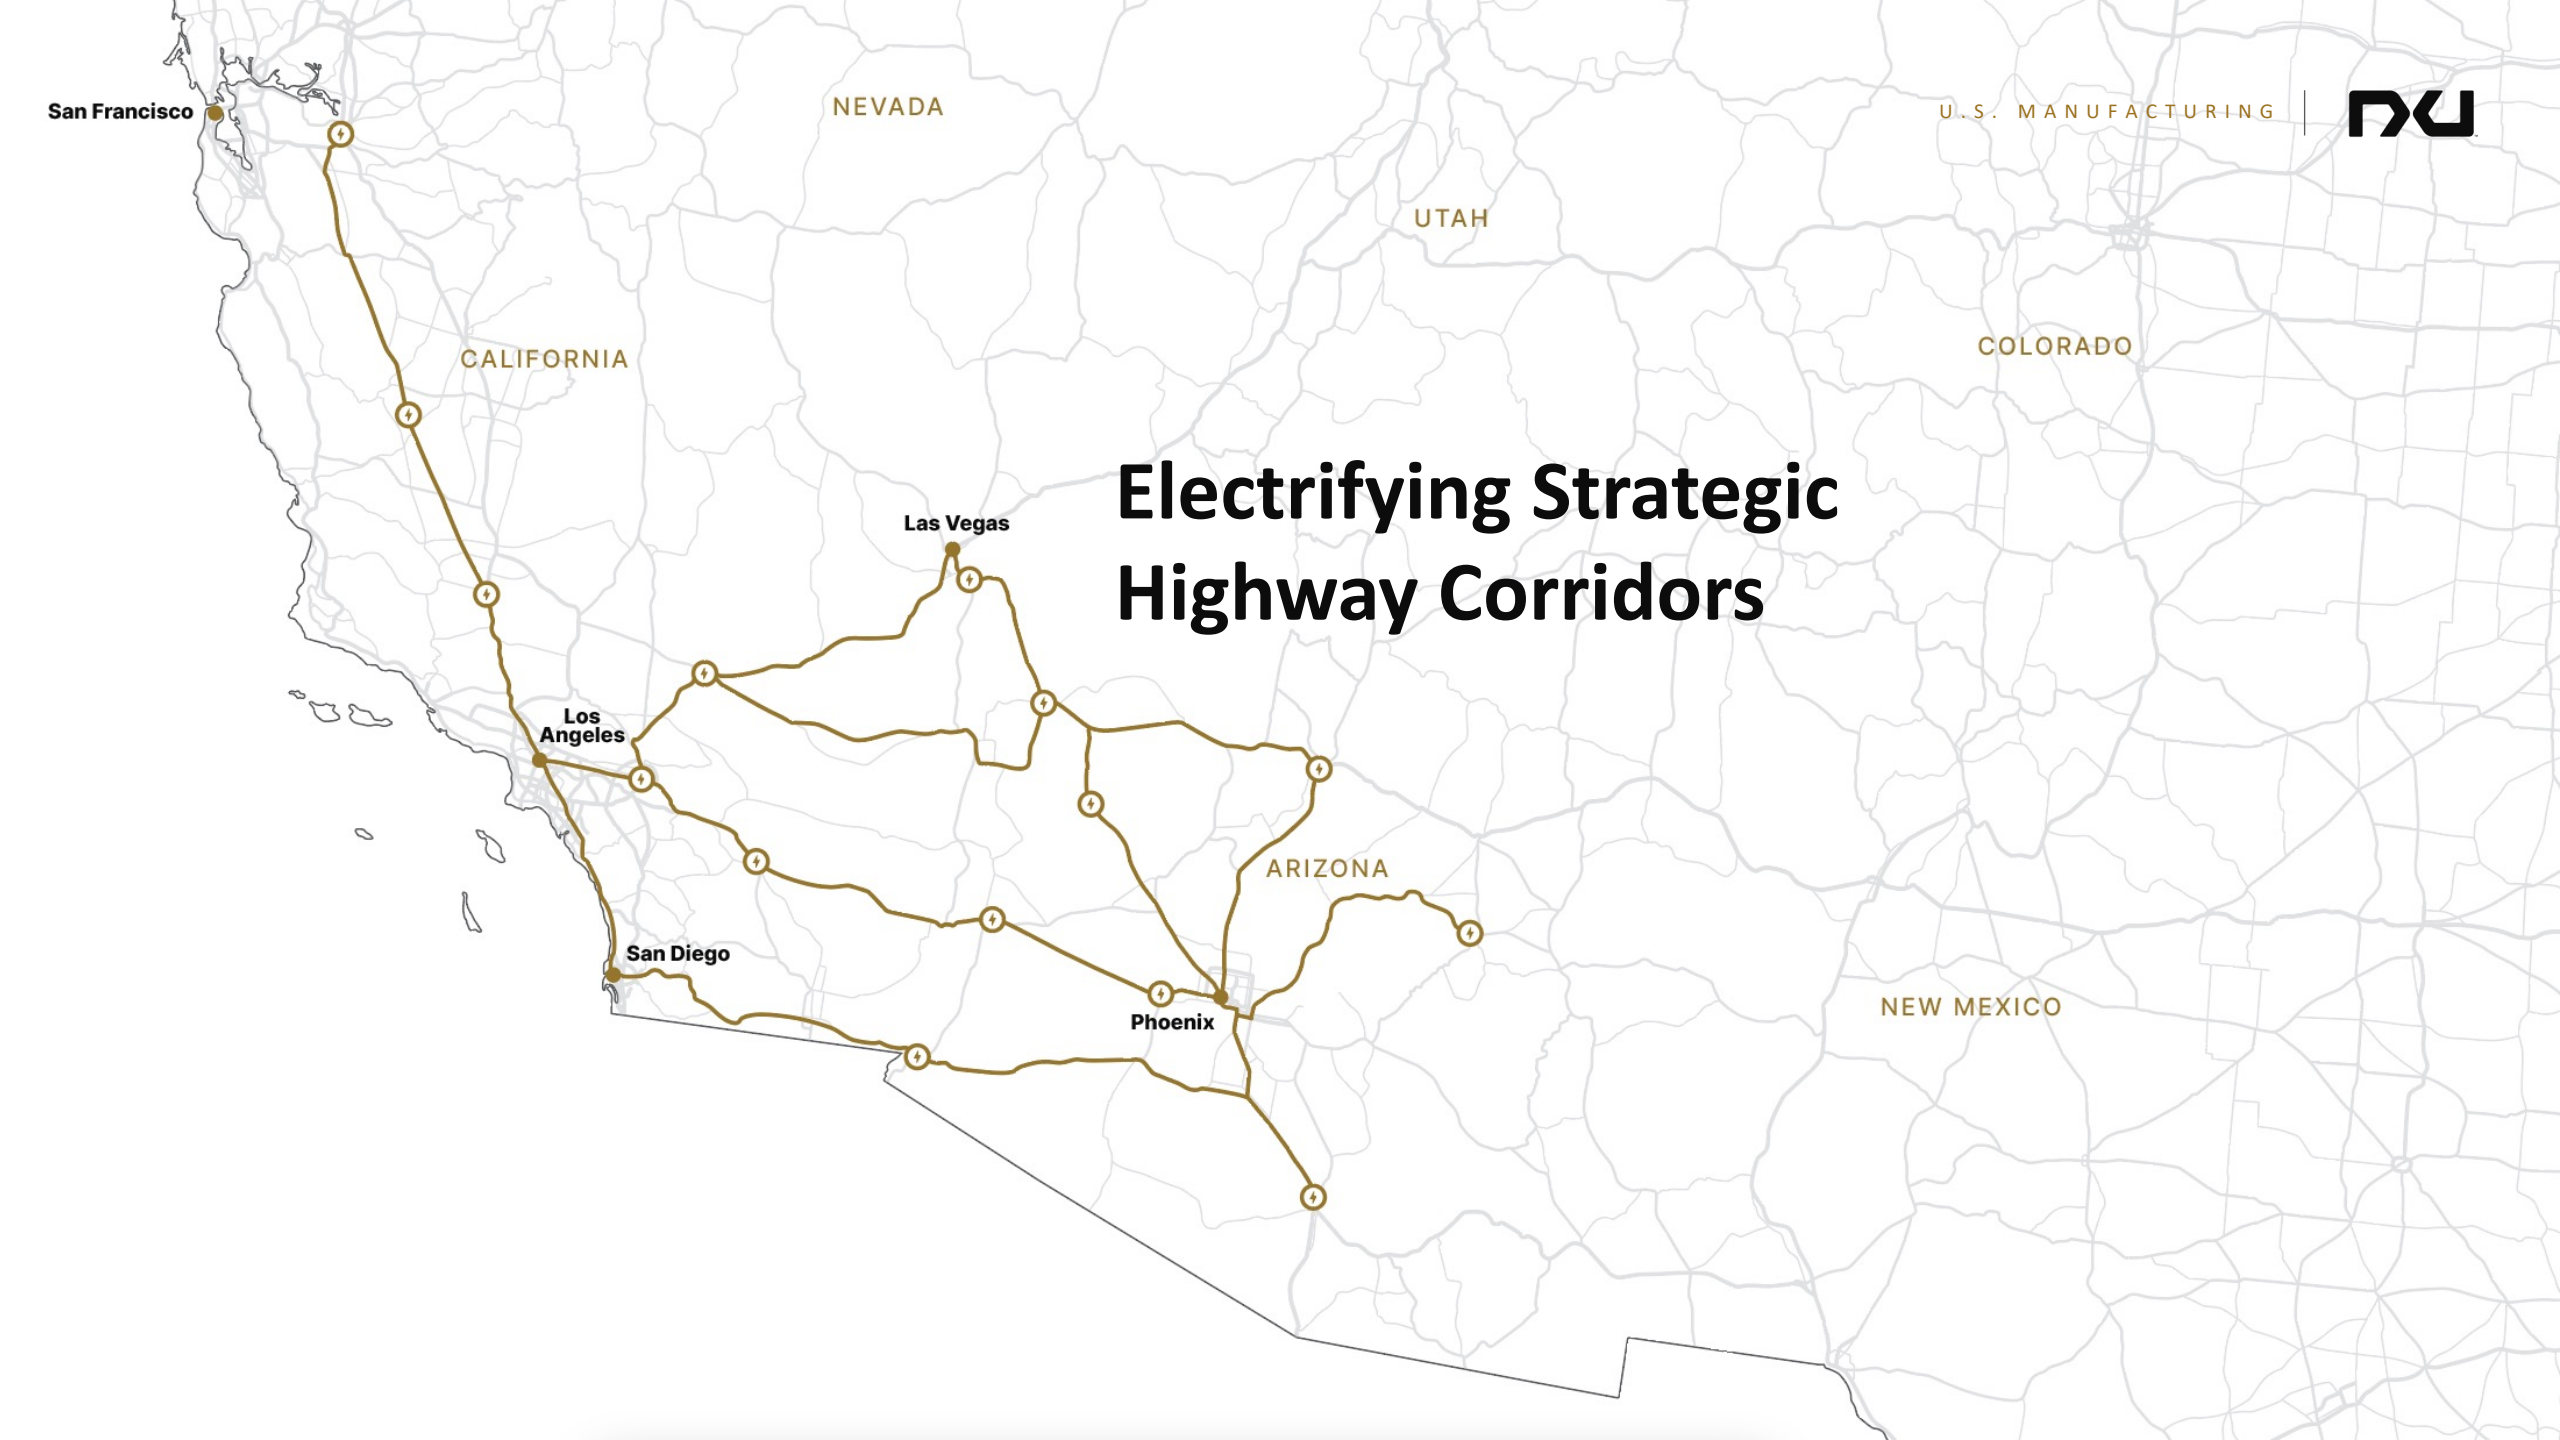 U.S. MANUFACTURING
nxu
San Francisco
NEVADA
UTAH
COLORADO
CALIFORNIA
Electrifying Strategic
Highway Corridors
Las Vegas
Los
Angeles
ARIZONA
San Diego
NEW MEXICO
Phoenix